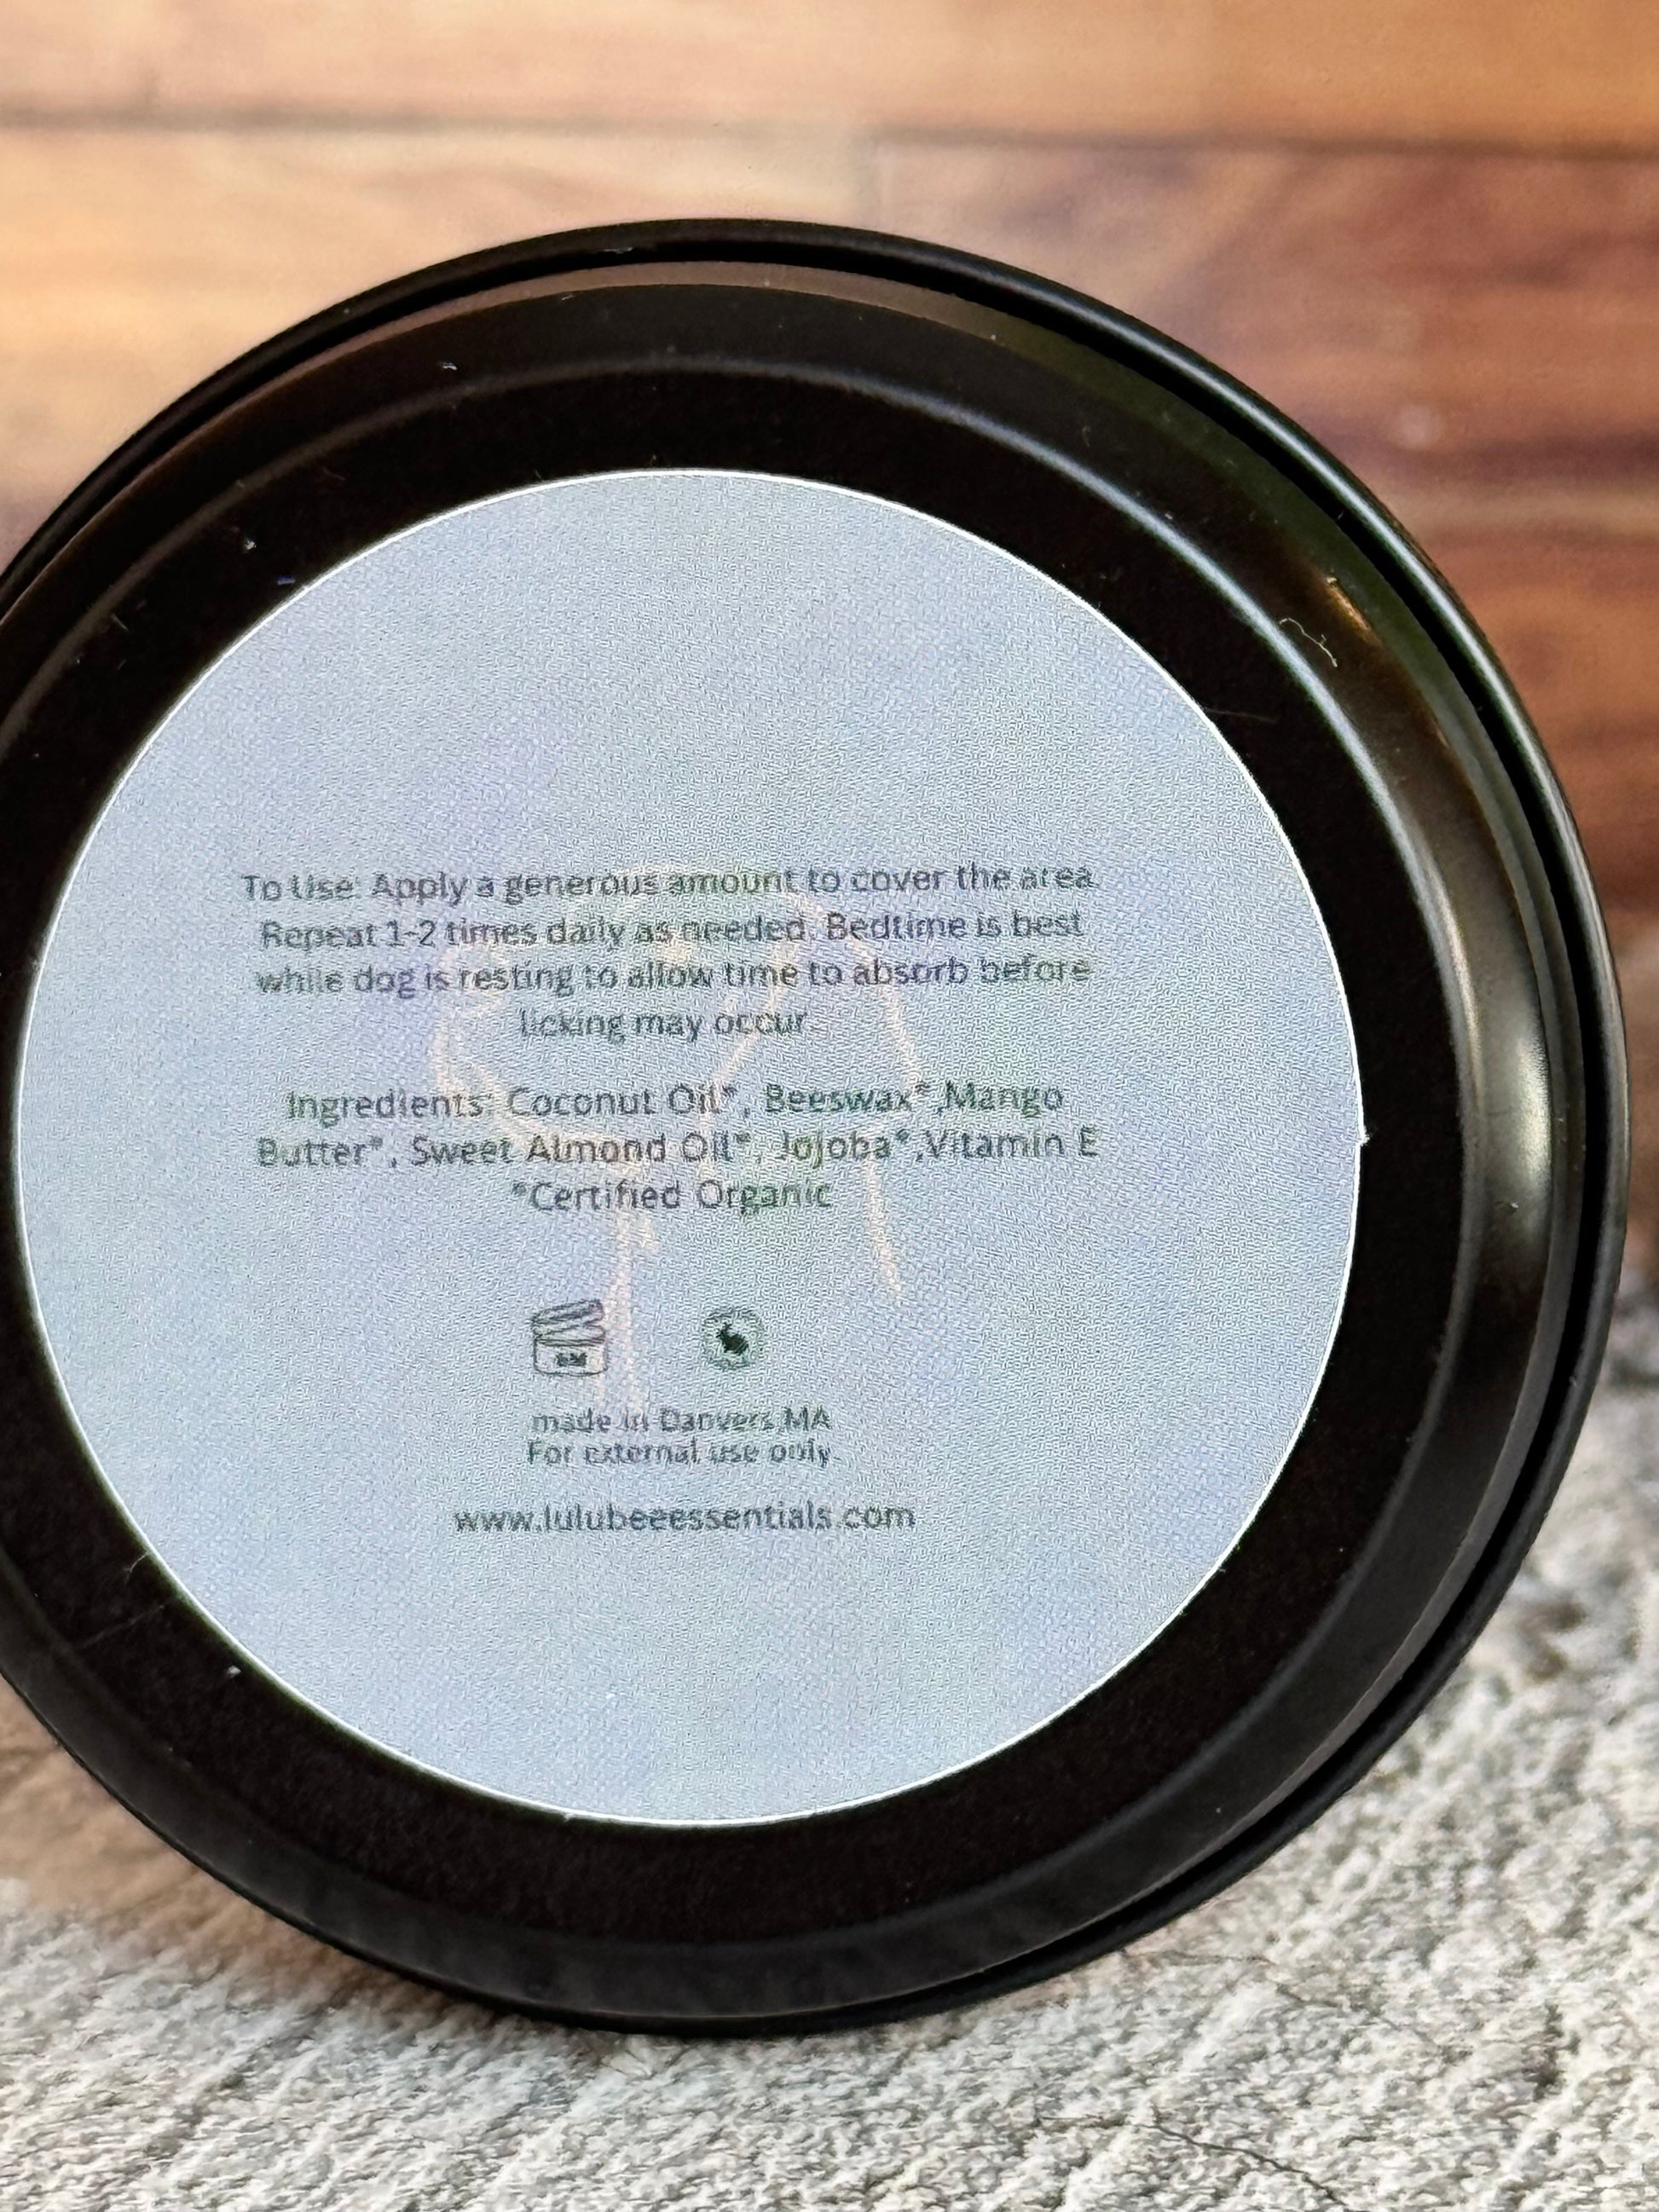 To Use: Apply a generous amount to cover the area.
Repeat 1-2 times daily as needed. Bedtime is best
while dog is resting to allow time to absorb before
licking may occur.
Ingredients: Coconut Oil*, Beeswax*,Mango
Butter*, Sweet Almond Oil*, Jojoba*,Vitamin E
*Certified Organic
made in Danvers,MA
For external use only.
www.lulubeeessentials.com